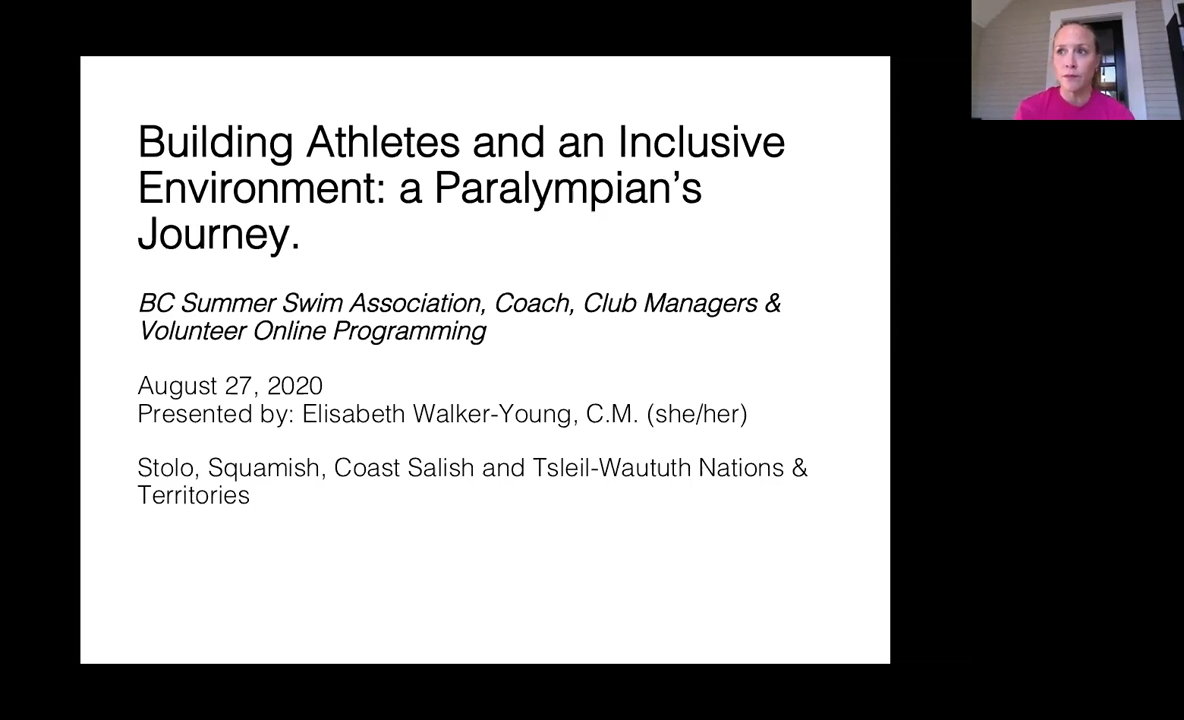 Building Athletes and an Inclusive
Environment: a Paralympian’s
Journey.
BC Summer Swim Association, Coach, Club Managers &
Volunteer Online Programming
August 27, 2020
Presented by: Elisabeth Walker-Young, C.M. (she/her)
Stolo, Squamish, Coast Salish and Tsleil-Waututh Nations &
Territories